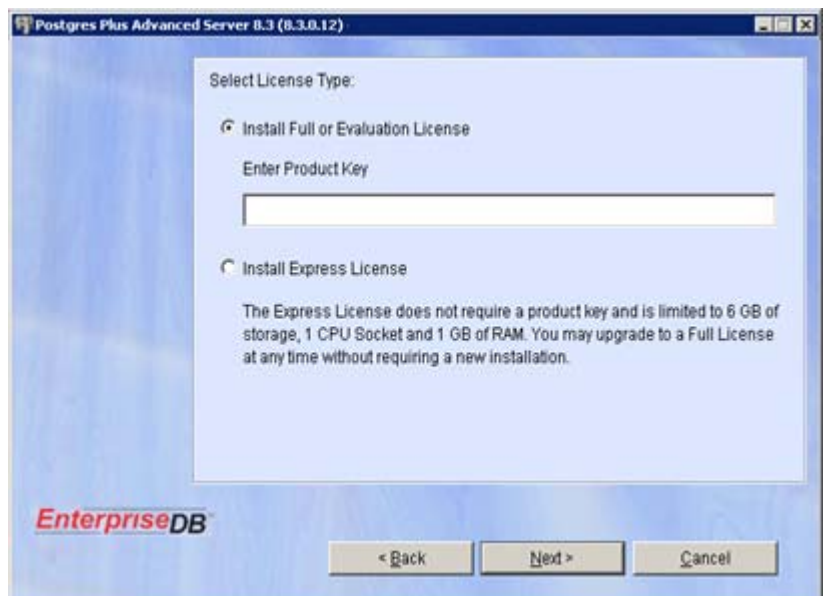 Postgres Plus Advanced Server 8.3 (8.3.0.12)
Select License Type:
Install Full or Evaluation License
Enter Product Key
Install Express License
The Express License does not require a product key and is limited to 6 GB of
storage, 1 CPU Socket and 1 GB of RAM. You may upgrade to a Full License
at any time without requiring a new installation.
EnterpriseDB
< Back
Next >
Cancel